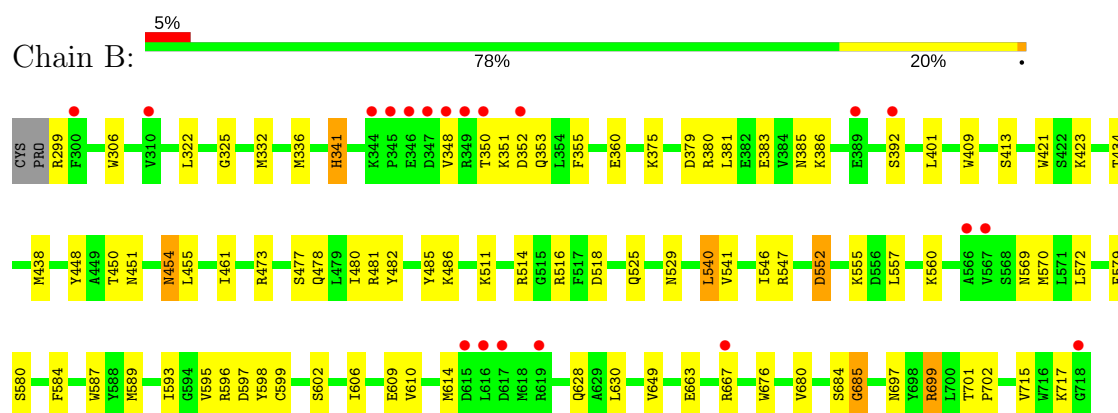 5%
Chain B:
78%
20%
•
CYS PRO R299 F300 W306 V310 L322 G325 M332 M336 H341 K344 P345 E346 D347 V348 R349 T350 K351 D352 Q353 L354 F355 E360 K375 D379 R380 L381 E382 E383 V384 N385 K386 E389 S392 L401 W409 S413 W421 S422 K423 T434
M438 Y448 A449 T450 N451 N454 L455 I461 R473 S477 Q478 L479 I480 R481 Y482 Y485 K486 K511 R514 G515 R516 F517 D518 Q525 N529 L540 V541 I546 R547 D552 K555 D556 L557 K560 A566 V567 S568 N569 M570 L571 L572
S580 F584 W587 Y588 M589 I593 G594 V595 R596 D597 Y598 C599 S602 I606 E609 V610 M614 D615 L616 D617 M618 R619 Q628 A629 L630 V649 E663 R667 W676 V680 S684 G685 N697 Y698 R699 L700 T701 P702 V715 W716 K717 G718